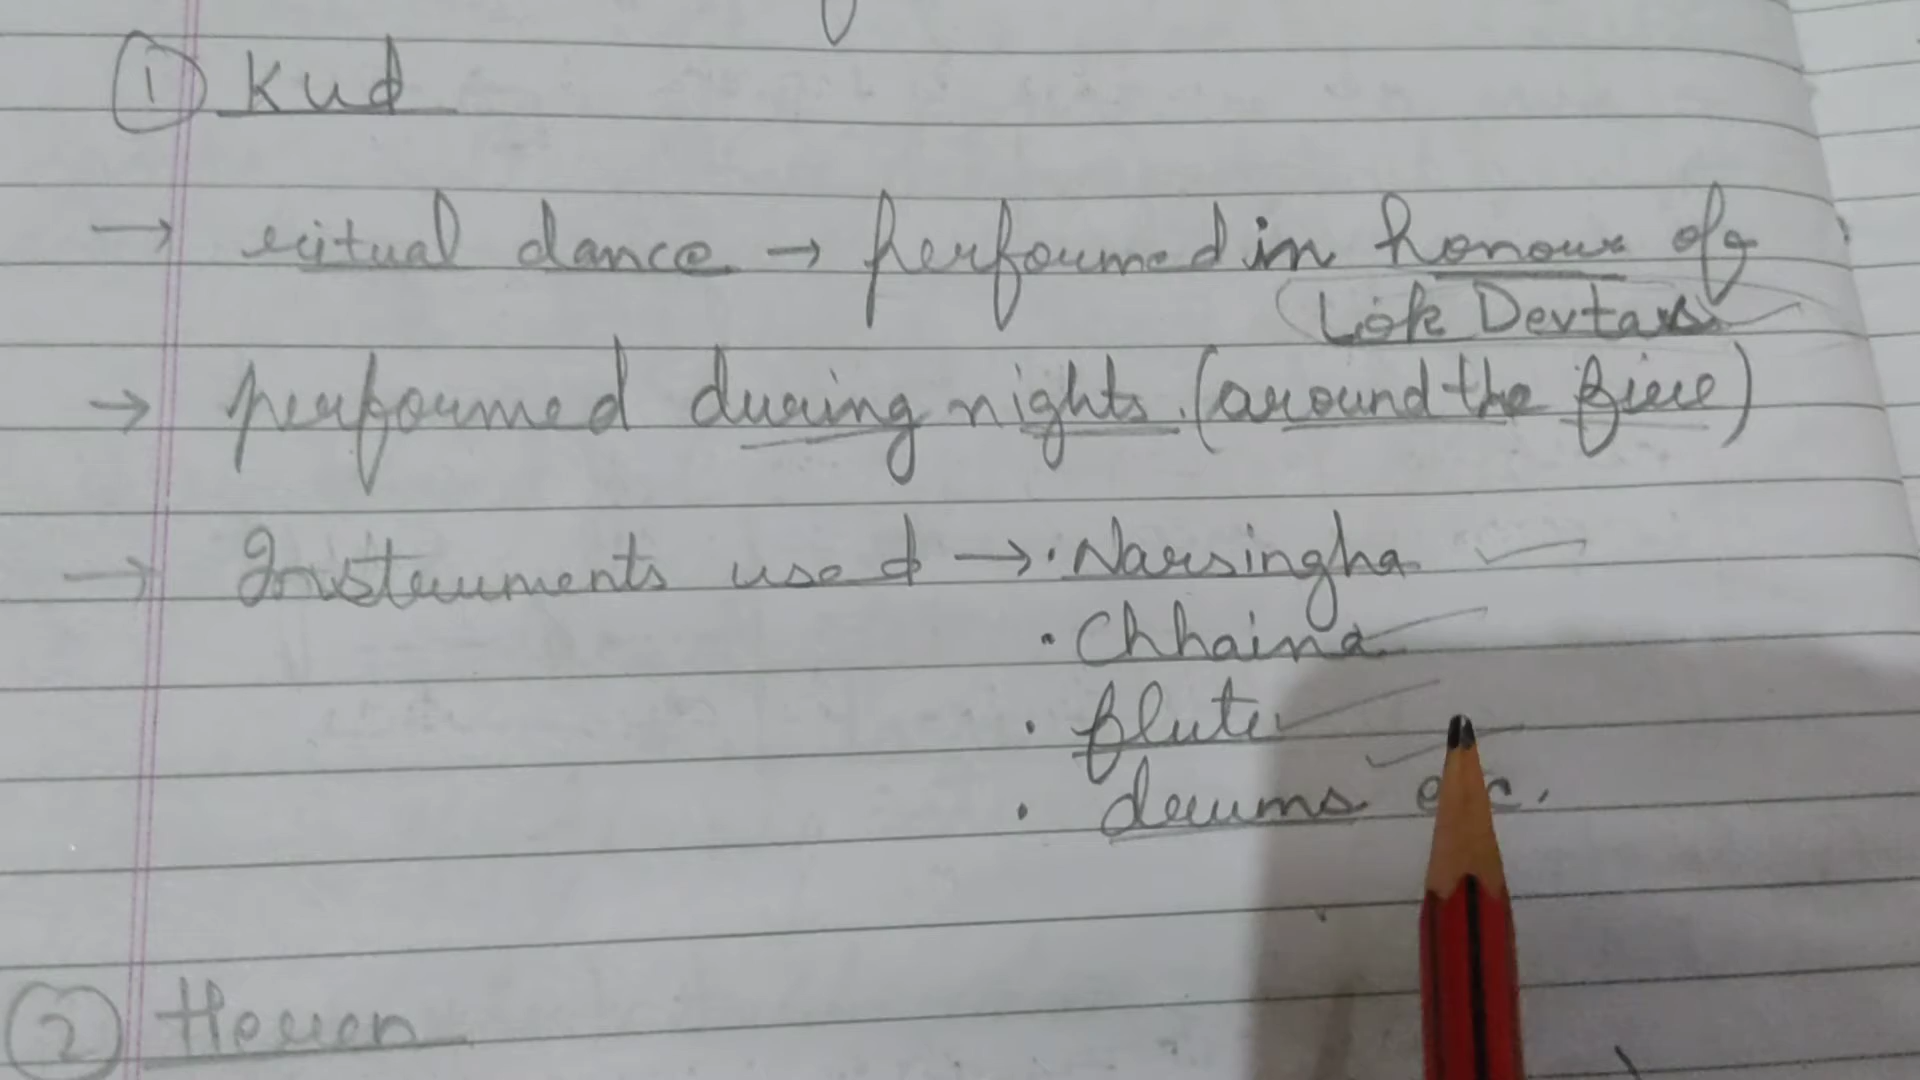 ① Kud
→ ritual dance → performed in honour of
Lok Devtas
→ performed during nights. (around the fire)
→ Instruments used → • Narsingha
• Chhaina
• flute
• drums etc.
② Heren